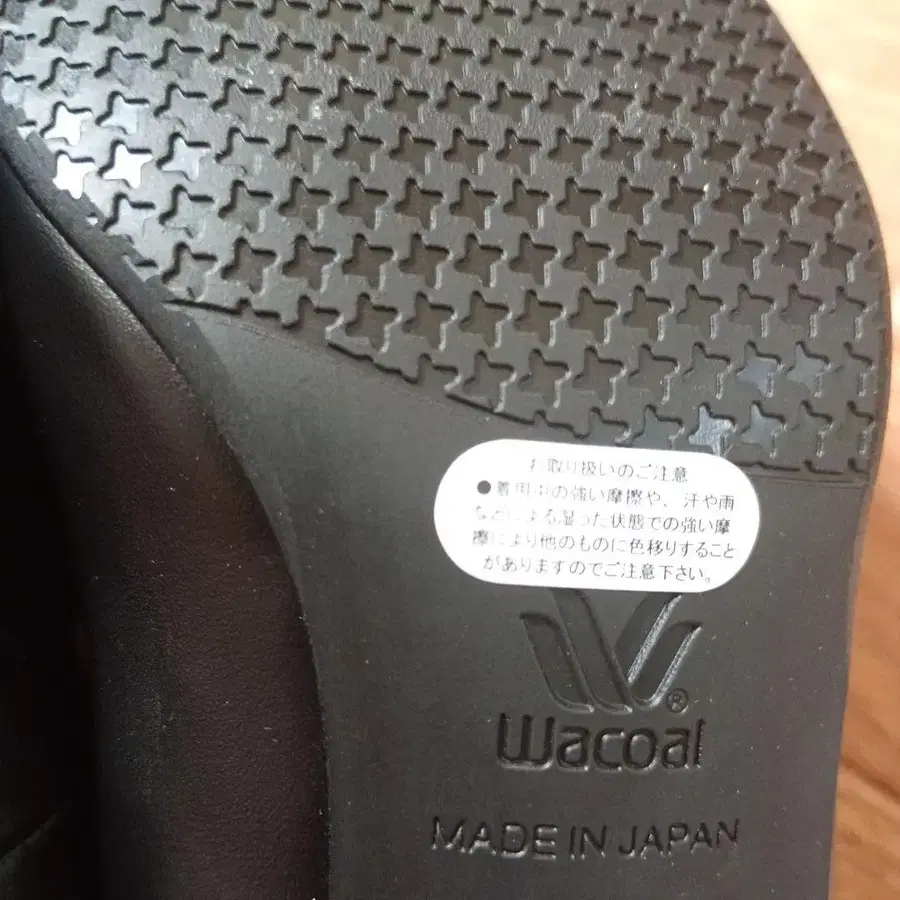 お取り扱いのご注意
●着用中の強い摩擦や、汗や雨
などによる湿った状態での強い摩
擦により他のものに色移りすること
がありますのでご注意下さい。
®
Wacoal
MADE IN JAPAN